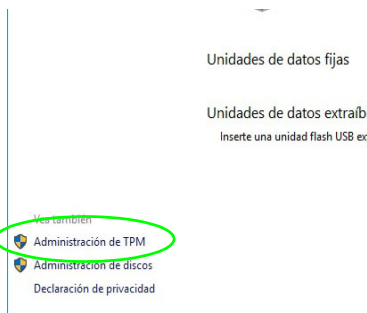 Unidades de datos fijas
Unidades de datos extraíb
Inserte una unidad flash USB ex
Vea también
Administración de TPM
Administración de discos
Declaración de privacidad